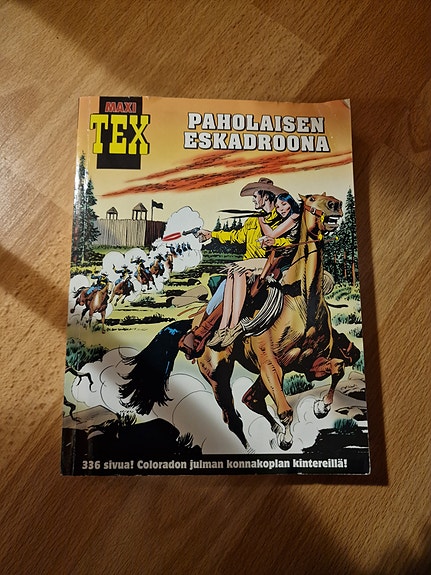 MAXI
TEX
PAHOLAISEN
ESKADROONA
336 sivua! Coloradon julman konnakoplan kintereillä!